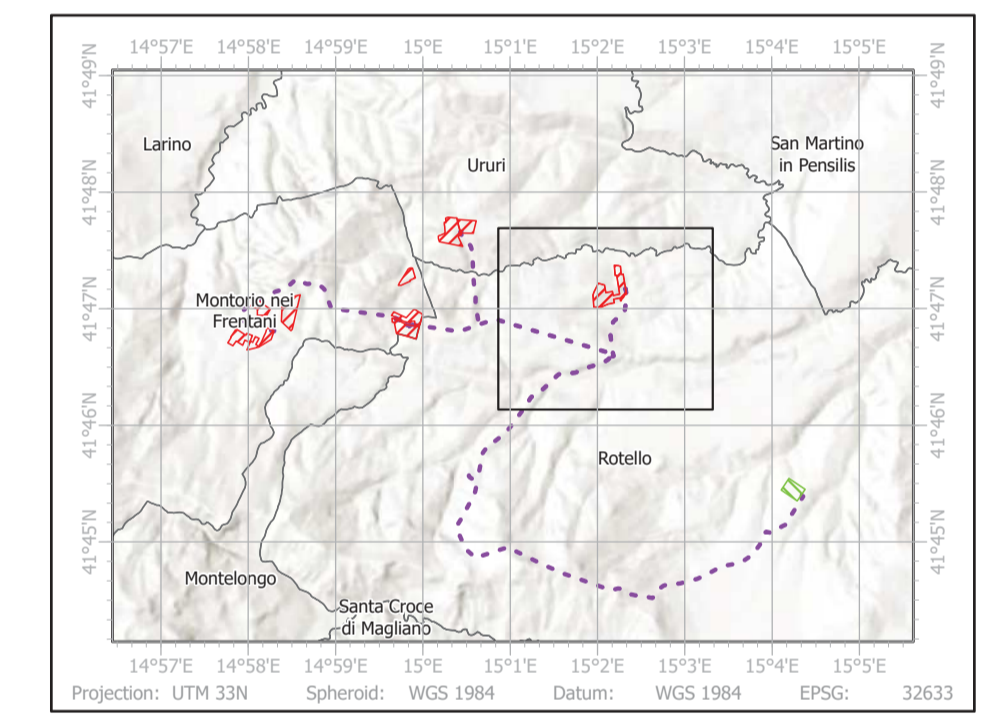 14°57'E 14°58'E 14°59'E 15°0'E 15°1'E 15°2'E 15°3'E 15°4'E 15°5'E
41°49'N 41°49'N
Larino
Ururi
San Martino
in Pensilis
41°48'N 41°48'N
Montorio nei
Frentani
41°47'N 41°47'N
41°46'N 41°46'N
Rotello
41°45'N 41°45'N
Montelongo
Santa Croce
di Magliano
14°57'E 14°58'E 14°59'E 15°0'E 15°1'E 15°2'E 15°3'E 15°4'E 15°5'E
Projection: UTM 33N Spheroid: WGS 1984 Datum: WGS 1984 EPSG: 32633